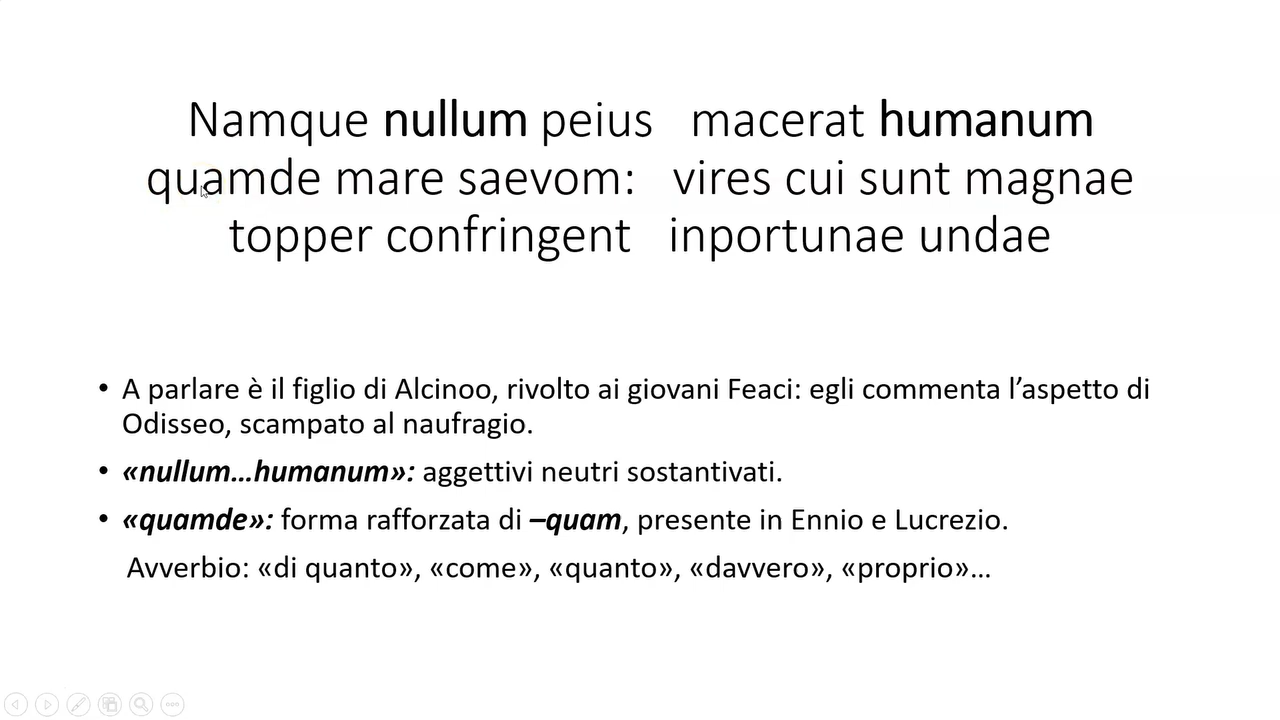 Namque nullum peius macerat humanum
quamde mare saevom: vires cui sunt magnae
topper confringent inportunae undae
• A parlare è il figlio di Alcinoo, rivolto ai giovani Feaci: egli commenta l’aspetto di
Odisseo, scampato al naufragio.
• «nullum…humanum»: aggettivi neutri sostantivati.
• «quamde»: forma rafforzata di –quam, presente in Ennio e Lucrezio.
Avverbio: «di quanto», «come», «quanto», «davvero», «proprio»…